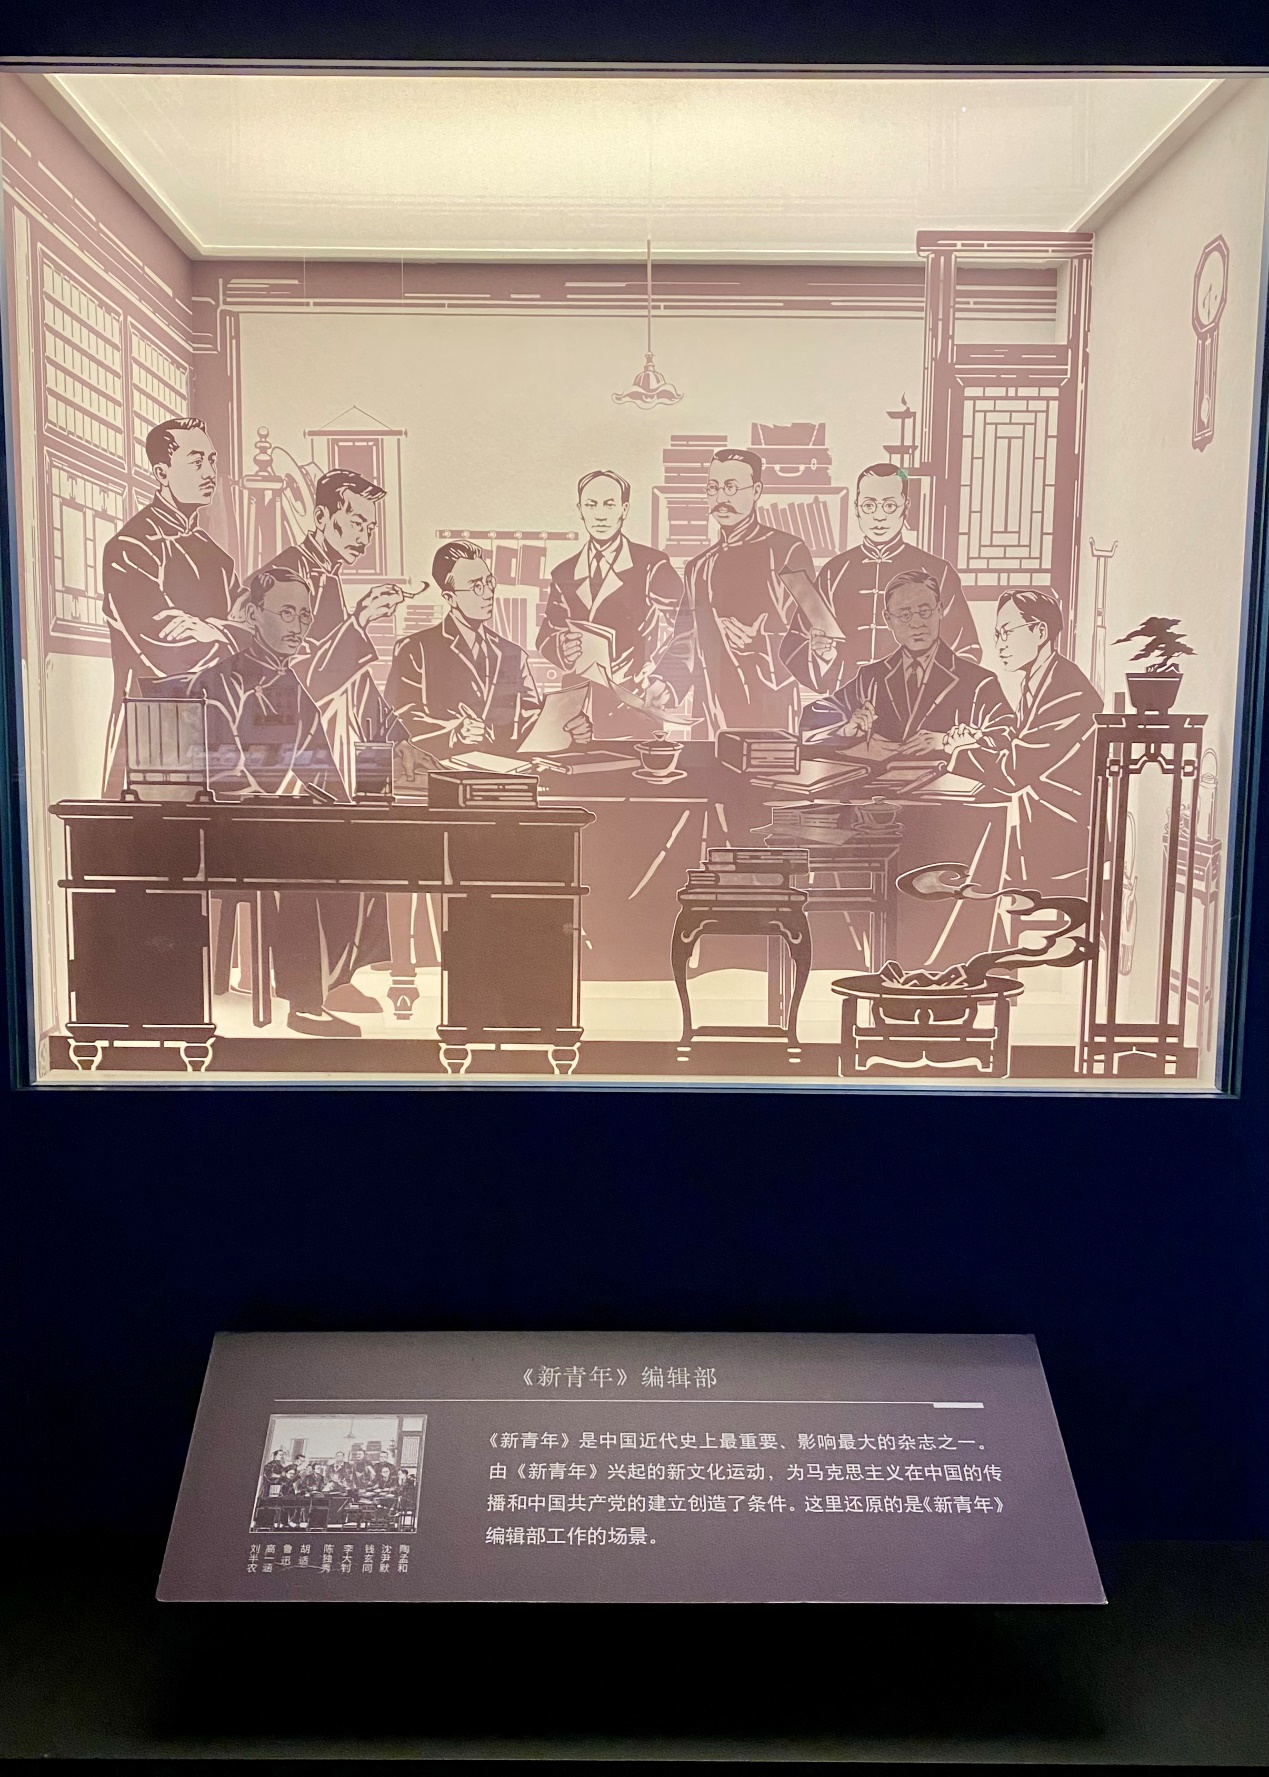 《新青年》编辑部
《新青年》是中国近代史上最重要、影响最大的杂志之一。
由《新青年》兴起的新文化运动，为马克思主义在中国的传
播和中国共产党的建立创造了条件。这里还原的是《新青年》
编辑部工作的场景。
刘半农
高一涵
鲁迅
胡适
陈独秀
李大钊
钱玄同
沈尹默
陶孟和